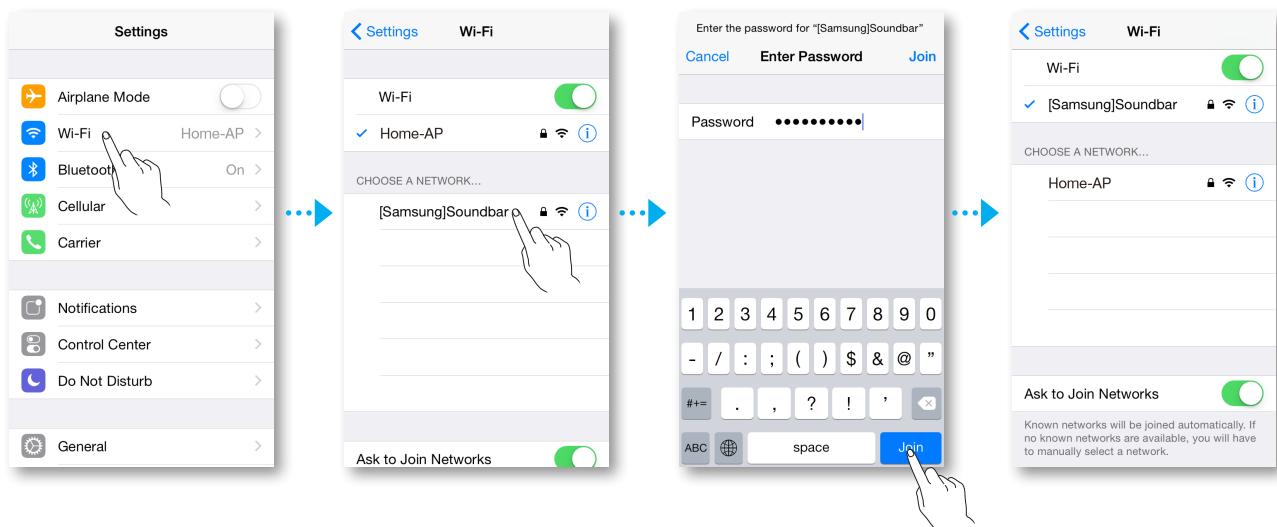 Settings
Airplane Mode
Wi-Fi Home-AP
Bluetoot On
Cellular
Carrier
Notifications
Control Center
Do Not Disturb
General
Settings Wi-Fi
Wi-Fi
Home-AP
CHOOSE A NETWORK...
[Samsung]Soundbar
Ask to Join Networks
Enter the password for “[Samsung]Soundbar”
Cancel Enter Password Join
Password ••••••••••
1 2 3 4 5 6 7 8 9 0
- / : ; ( ) $ & @ ”
#+= . , ? ! ’
ABC space Join
Settings Wi-Fi
Wi-Fi
[Samsung]Soundbar
CHOOSE A NETWORK...
Home-AP
Ask to Join Networks
Known networks will be joined automatically. If
no known networks are available, you will have
to manually select a network.